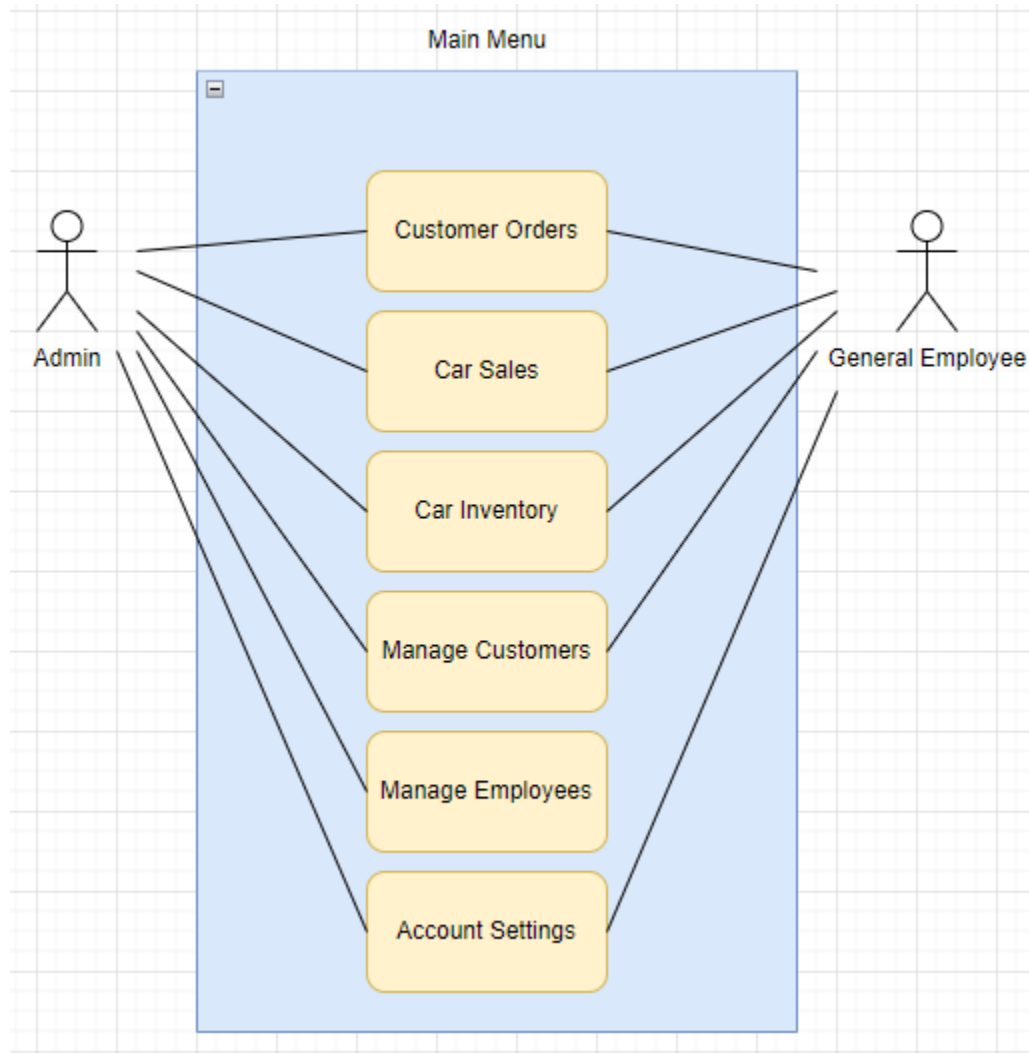 Main Menu
Customer Orders
Car Sales
Admin
General Employee
Car Inventory
Manage Customers
Manage Employees
Account Settings